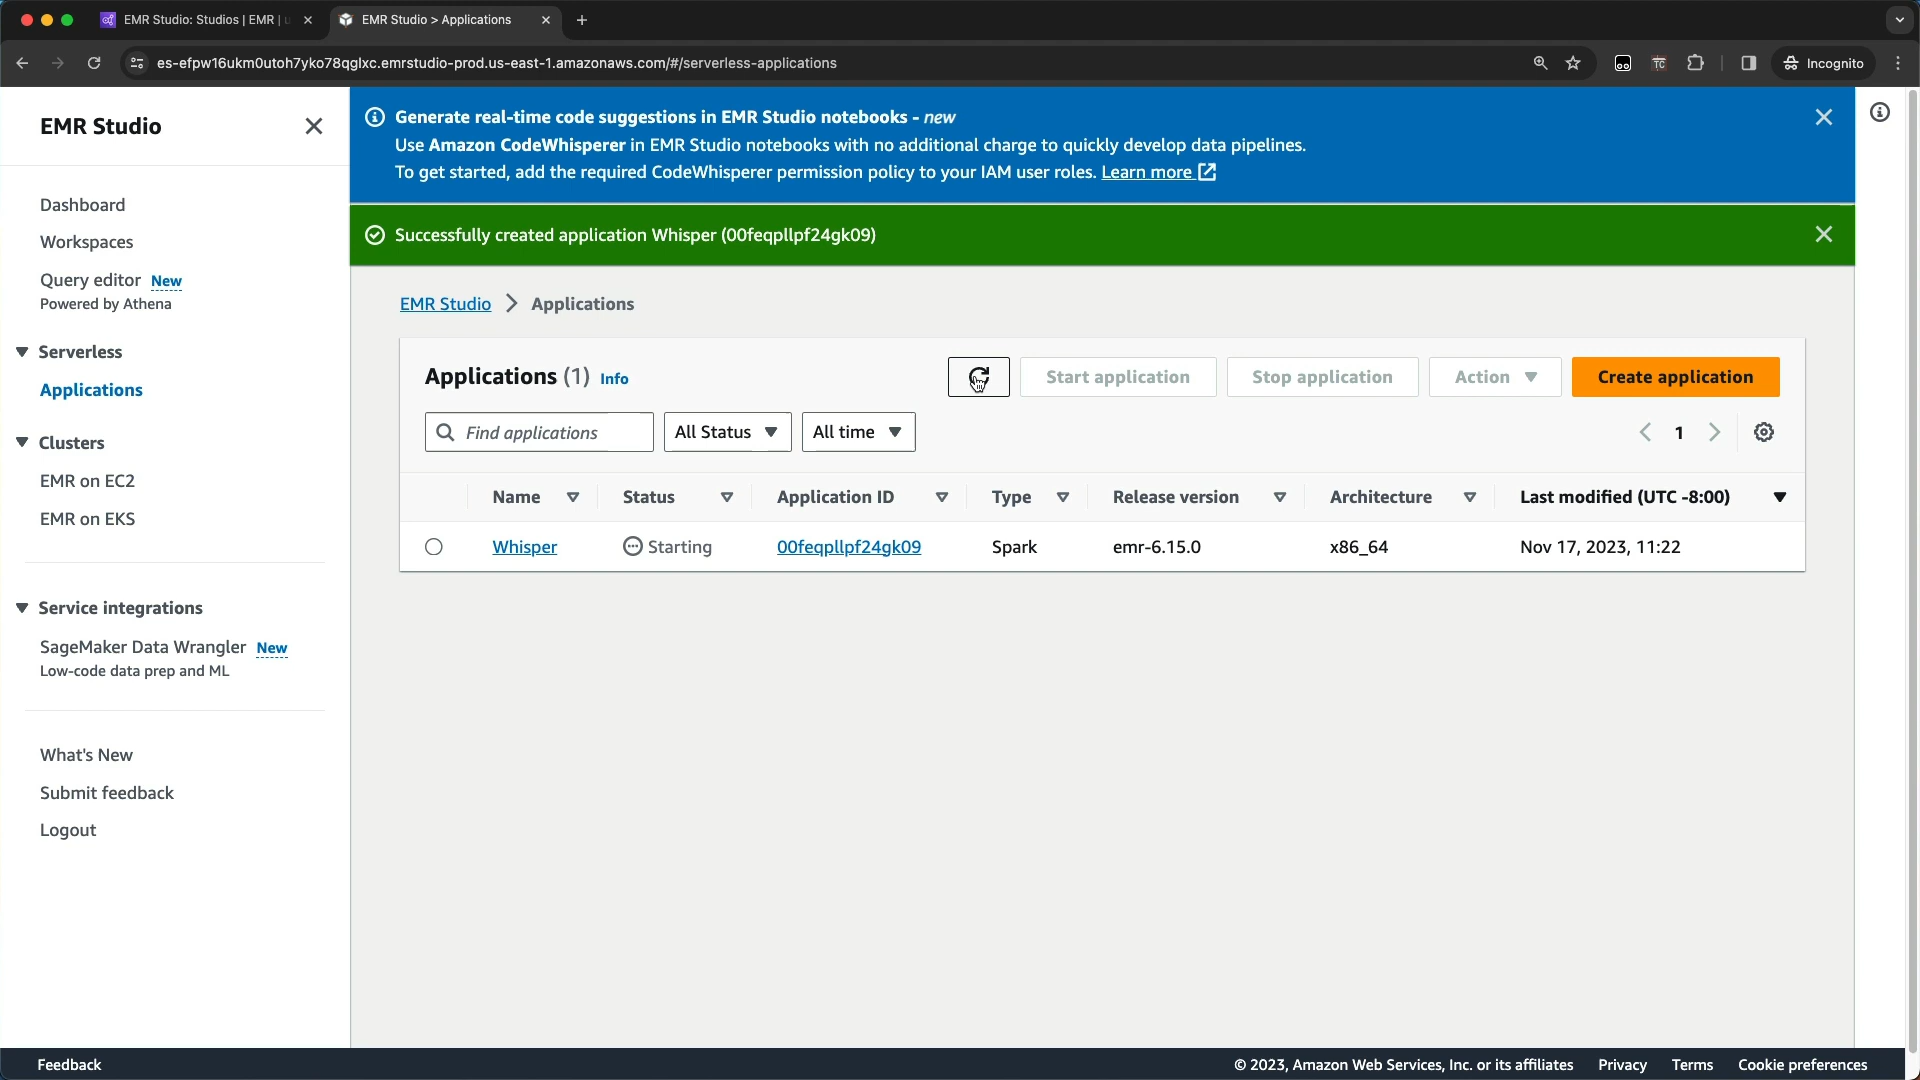 EMR Studio: Studios | EMR | u
EMR Studio > Applications
es-efpw16ukm0utoh7yko78qglxc.emrstudio-prod.us-east-1.amazonaws.com/#/serverless-applications
TC
Incognito
EMR Studio
Dashboard
Workspaces
Query editor New
Powered by Athena
Serverless
Applications
Clusters
EMR on EC2
EMR on EKS
Service integrations
SageMaker Data Wrangler New
Low-code data prep and ML
What's New
Submit feedback
Logout
Generate real-time code suggestions in EMR Studio notebooks - new
Use Amazon CodeWhisperer in EMR Studio notebooks with no additional charge to quickly develop data pipelines.
To get started, add the required CodeWhisperer permission policy to your IAM user roles. Learn more
Successfully created application Whisper (00feqpllpf24gk09)
EMR Studio > Applications
Applications (1) Info
Start application
Stop application
Action
Create application
Find applications
All Status
All time
1
Name Status Application ID Type Release version Architecture Last modified (UTC -8:00)
Whisper Starting 00feqpllpf24gk09 Spark emr-6.15.0 x86_64 Nov 17, 2023, 11:22
Feedback
© 2023, Amazon Web Services, Inc. or its affiliates Privacy Terms Cookie preferences